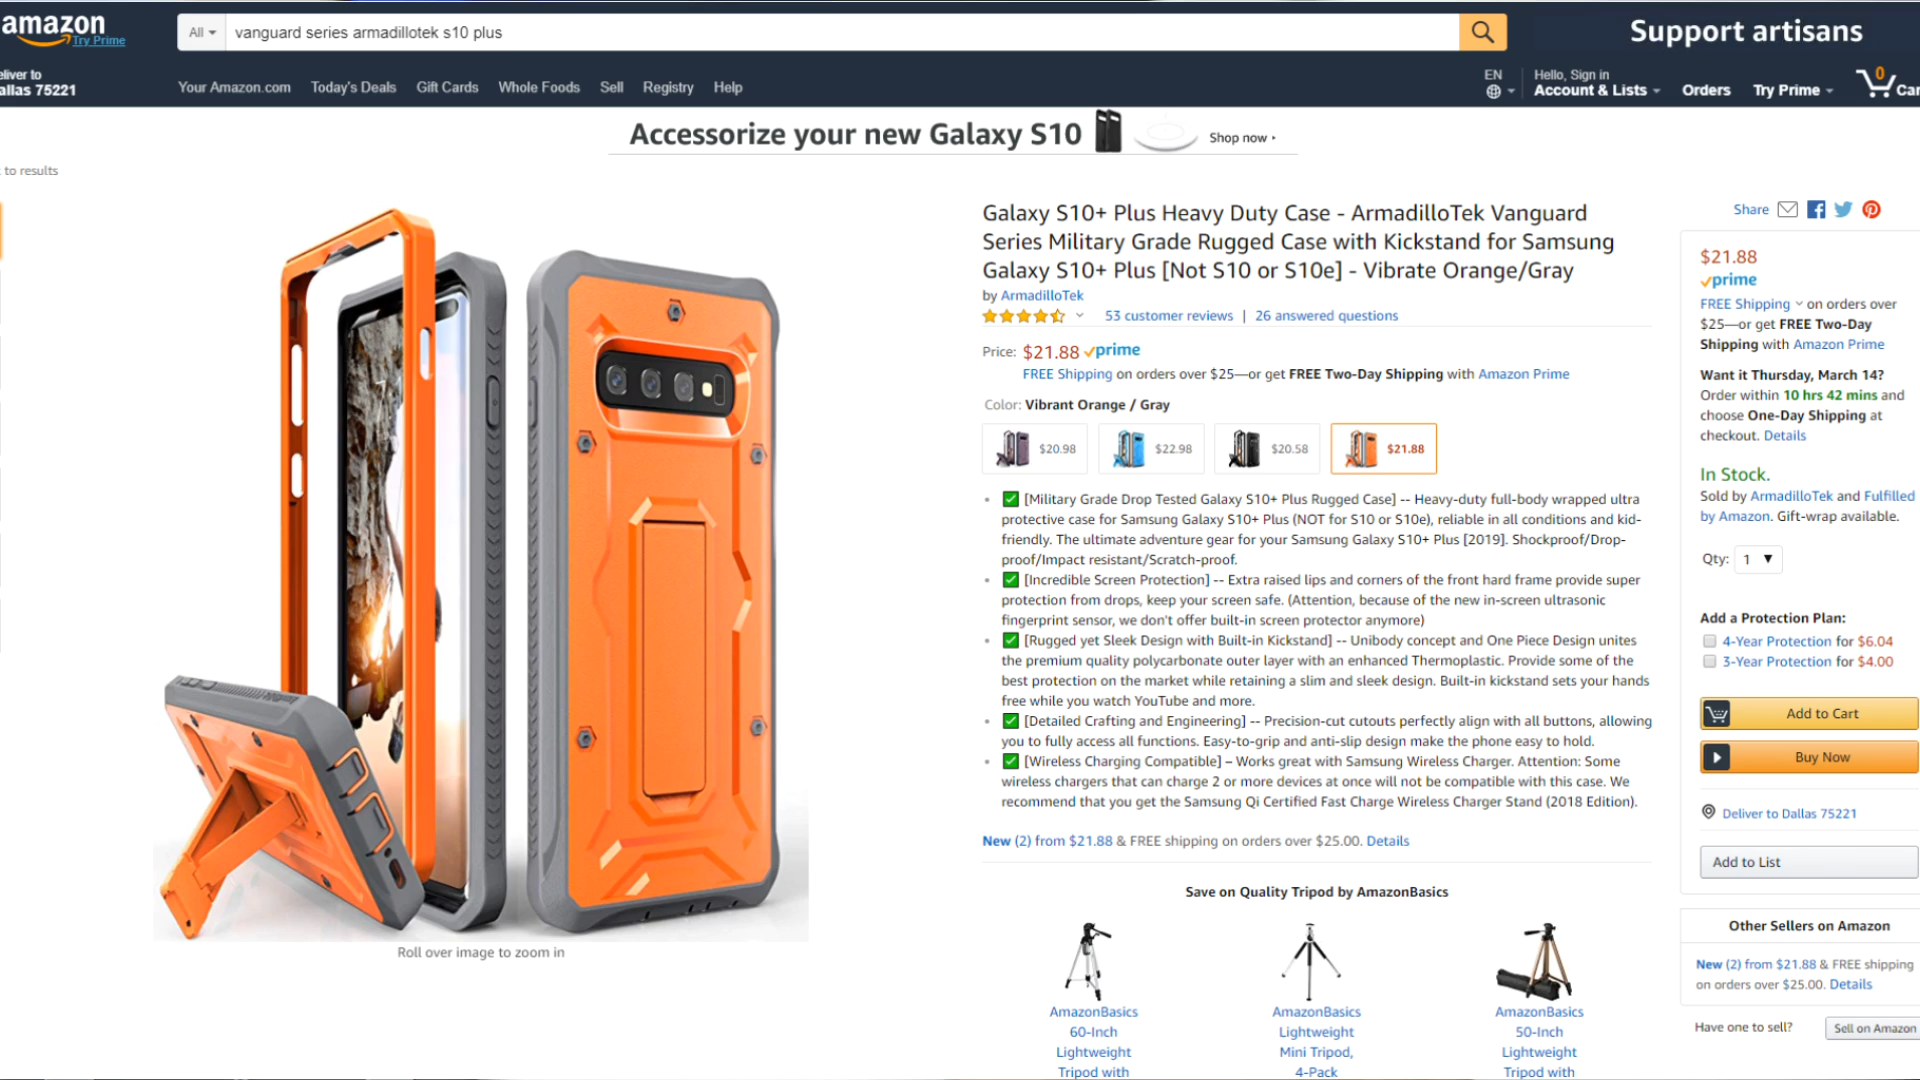 amazon
Try Prime
All
vanguard series armadillotek s10 plus
Support artisans
eliver to
allas 75221
Your Amazon.com Today's Deals Gift Cards Whole Foods Sell Registry Help
EN
Hello, Sign in
Account & Lists Orders Try Prime 0 Car
Accessorize your new Galaxy S10 Shop now
to results
Galaxy S10+ Plus Heavy Duty Case - ArmadilloTek Vanguard
Series Military Grade Rugged Case with Kickstand for Samsung
Galaxy S10+ Plus [Not S10 or S10e] - Vibrate Orange/Gray
by ArmadilloTek
53 customer reviews | 26 answered questions
Price: $21.88 prime
FREE Shipping on orders over $25—or get FREE Two-Day Shipping with Amazon Prime
Color: Vibrant Orange / Gray
$20.98 $22.98 $20.58 $21.88
• ✅ [Military Grade Drop Tested Galaxy S10+ Plus Rugged Case] -- Heavy-duty full-body wrapped ultra
protective case for Samsung Galaxy S10+ Plus (NOT for S10 or S10e), reliable in all conditions and kid-
friendly. The ultimate adventure gear for your Samsung Galaxy S10+ Plus [2019]. Shockproof/Drop-
proof/Impact resistant/Scratch-proof.
• ✅ [Incredible Screen Protection] -- Extra raised lips and corners of the front hard frame provide super
protection from drops, keep your screen safe. (Attention, because of the new in-screen ultrasonic
fingerprint sensor, we don't offer built-in screen protector anymore)
• ✅ [Rugged yet Sleek Design with Built-in Kickstand] -- Unibody concept and One Piece Design unites
the premium quality polycarbonate outer layer with an enhanced Thermoplastic. Provide some of the
best protection on the market while retaining a slim and sleek design. Built-in kickstand sets your hands
free while you watch YouTube and more.
• ✅ [Detailed Crafting and Engineering] -- Precision-cut cutouts perfectly align with all buttons, allowing
you to fully access all functions. Easy-to-grip and anti-slip design make the phone easy to hold.
• ✅ [Wireless Charging Compatible] – Works great with Samsung Wireless Charger. Attention: Some
wireless chargers that can charge 2 or more devices at once will not be compatible with this case. We
recommend that you get the Samsung Qi Certified Fast Charge Wireless Charger Stand (2018 Edition).
New (2) from $21.88 & FREE shipping on orders over $25.00. Details
Roll over image to zoom in
Save on Quality Tripod by AmazonBasics
AmazonBasics
60-Inch
Lightweight
Tripod with
AmazonBasics
Lightweight
Mini Tripod,
4-Pack
AmazonBasics
50-Inch
Lightweight
Tripod with
Share
$21.88
prime
FREE Shipping on orders over
$25—or get FREE Two-Day
Shipping with Amazon Prime
Want it Thursday, March 14?
Order within 10 hrs 42 mins and
choose One-Day Shipping at
checkout. Details
In Stock.
Sold by ArmadilloTek and Fulfilled
by Amazon. Gift-wrap available.
Qty: 1
Add a Protection Plan:
4-Year Protection for $6.04
3-Year Protection for $4.00
Add to Cart
Buy Now
Deliver to Dallas 75221
Add to List
Other Sellers on Amazon
New (2) from $21.88 & FREE shipping
on orders over $25.00. Details
Have one to sell? Sell on Amazon